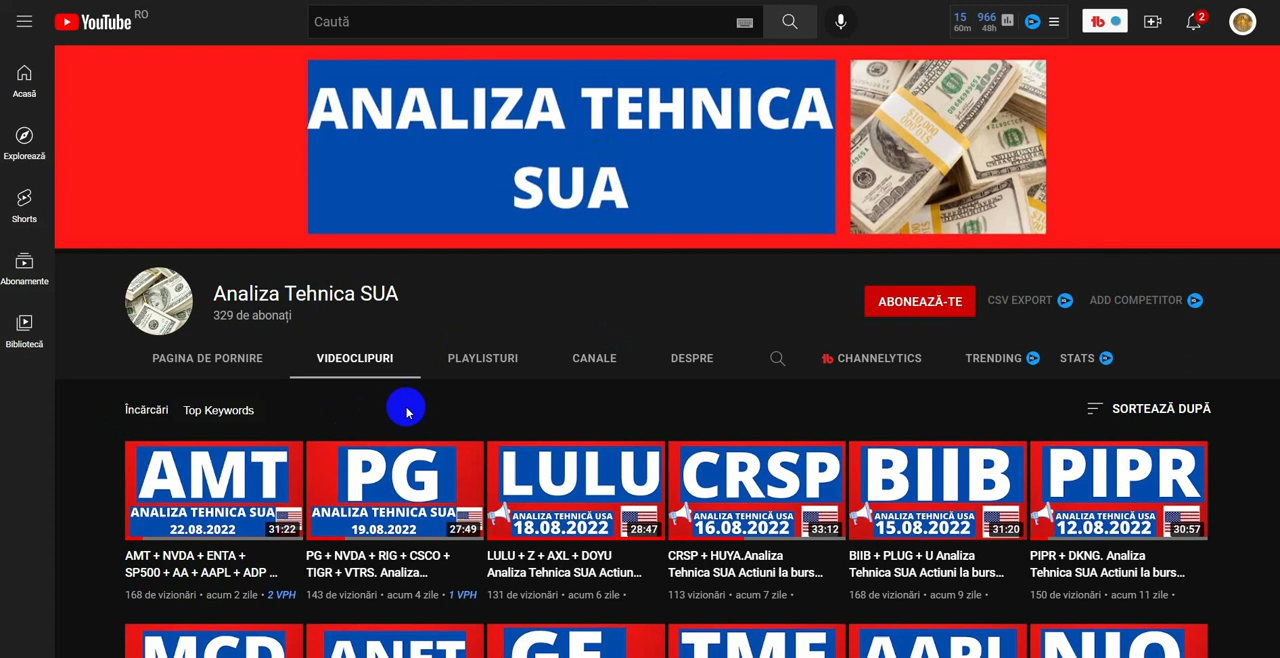 YouTube RO
Caută
15 966
60m 48h
tb
2
Acasă
Explorează
Shorts
Abonamente
Bibliotecă
ANALIZA TEHNICA
SUA
Analiza Tehnica SUA
329 de abonați
ABONEAZĂ-TE
CSV EXPORT
ADD COMPETITOR
PAGINA DE PORNIRE
VIDEOCLIPURI
PLAYLISTURI
CANALE
DESPRE
tb CHANNELYTICS
TRENDING
STATS
Încărcări
Top Keywords
SORTEAZĂ DUPĂ
AMT
ANALIZA TEHNICA SUA
22.08.2022
31:22
AMT + NVDA + ENTA +
SP500 + AA + AAPL + ADP ...
168 de vizionări • acum 2 zile • 2 VPH
PG
ANALIZA TEHNICA SUA
19.08.2022
27:49
PG + NVDA + RIG + CSCO +
TIGR + VTRS. Analiza...
143 de vizionări • acum 4 zile • 1 VPH
LULU
ANALIZA TEHNICĂ USA
18.08.2022
28:47
LULU + Z + AXL + DOYU
Analiza Tehnica SUA Actiun...
131 de vizionări • acum 6 zile •
CRSP
ANALIZA TEHNICĂ USA
16.08.2022
33:12
CRSP + HUYA.Analiza
Tehnica SUA Actiuni la burs...
113 vizionări • acum 7 zile •
BIIB
ANALIZA TEHNICĂ USA
15.08.2022
31:20
BIIB + PLUG + U Analiza
Tehnica SUA Actiuni la burs...
168 de vizionări • acum 9 zile •
PIPR
ANALIZA TEHNICĂ USA
12.08.2022
30:57
PIPR + DKNG. Analiza
Tehnica SUA Actiuni la burs...
150 de vizionări • acum 11 zile •
MCD
ANET
GE
TME
AAPL
NIO